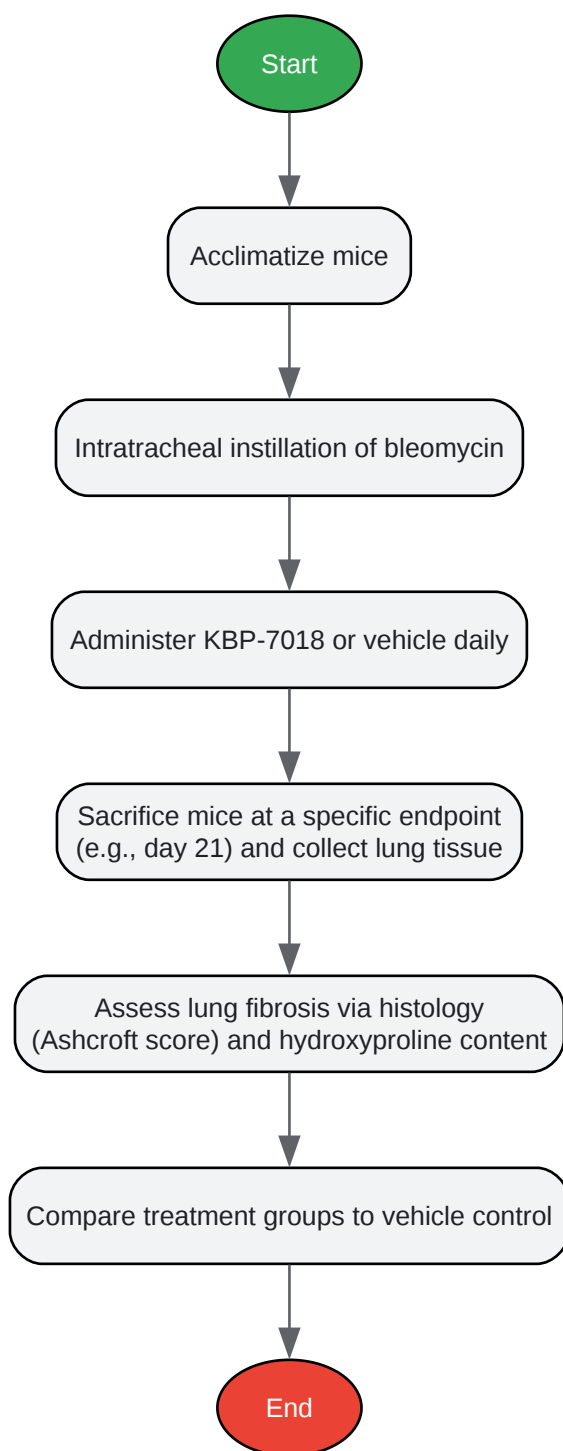 Start
Acclimatize mice
Intratracheal instillation of bleomycin
Administer KBP-7018 or vehicle daily
Sacrifice mice at a specific endpoint
(e.g., day 21) and collect lung tissue
Assess lung fibrosis via histology
(Ashcroft score) and hydroxyproline content
Compare treatment groups to vehicle control
End